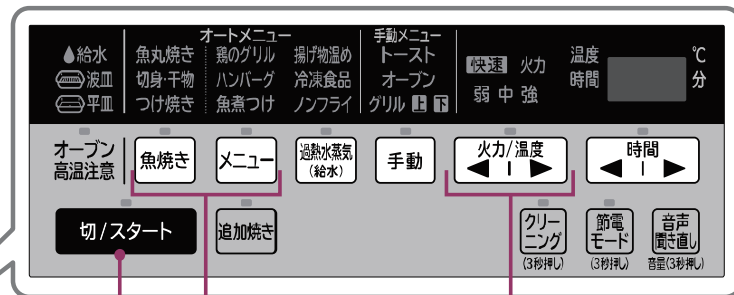 オートメニュー
手動メニュー
給水 魚丸焼き 鶏のグリル 揚げ物温め トースト 快速 火力 温度 ℃
波皿 切身・干物 ハンバーグ 冷凍食品 オーブン 弱 中 強 時間 分
平皿 つけ焼き 魚煮つけ ノンフライ グリル 上 下
オーブン
高温注意
魚焼き
メニュー
過熱水蒸気
(給水)
手動
火力/温度
◀ I ▶
時間
◀ I ▶
切/スタート
追加焼き
クリー
ニング
(3秒押し)
節電
モード
(3秒押し)
音声
聞き直し
音量(3秒押し)